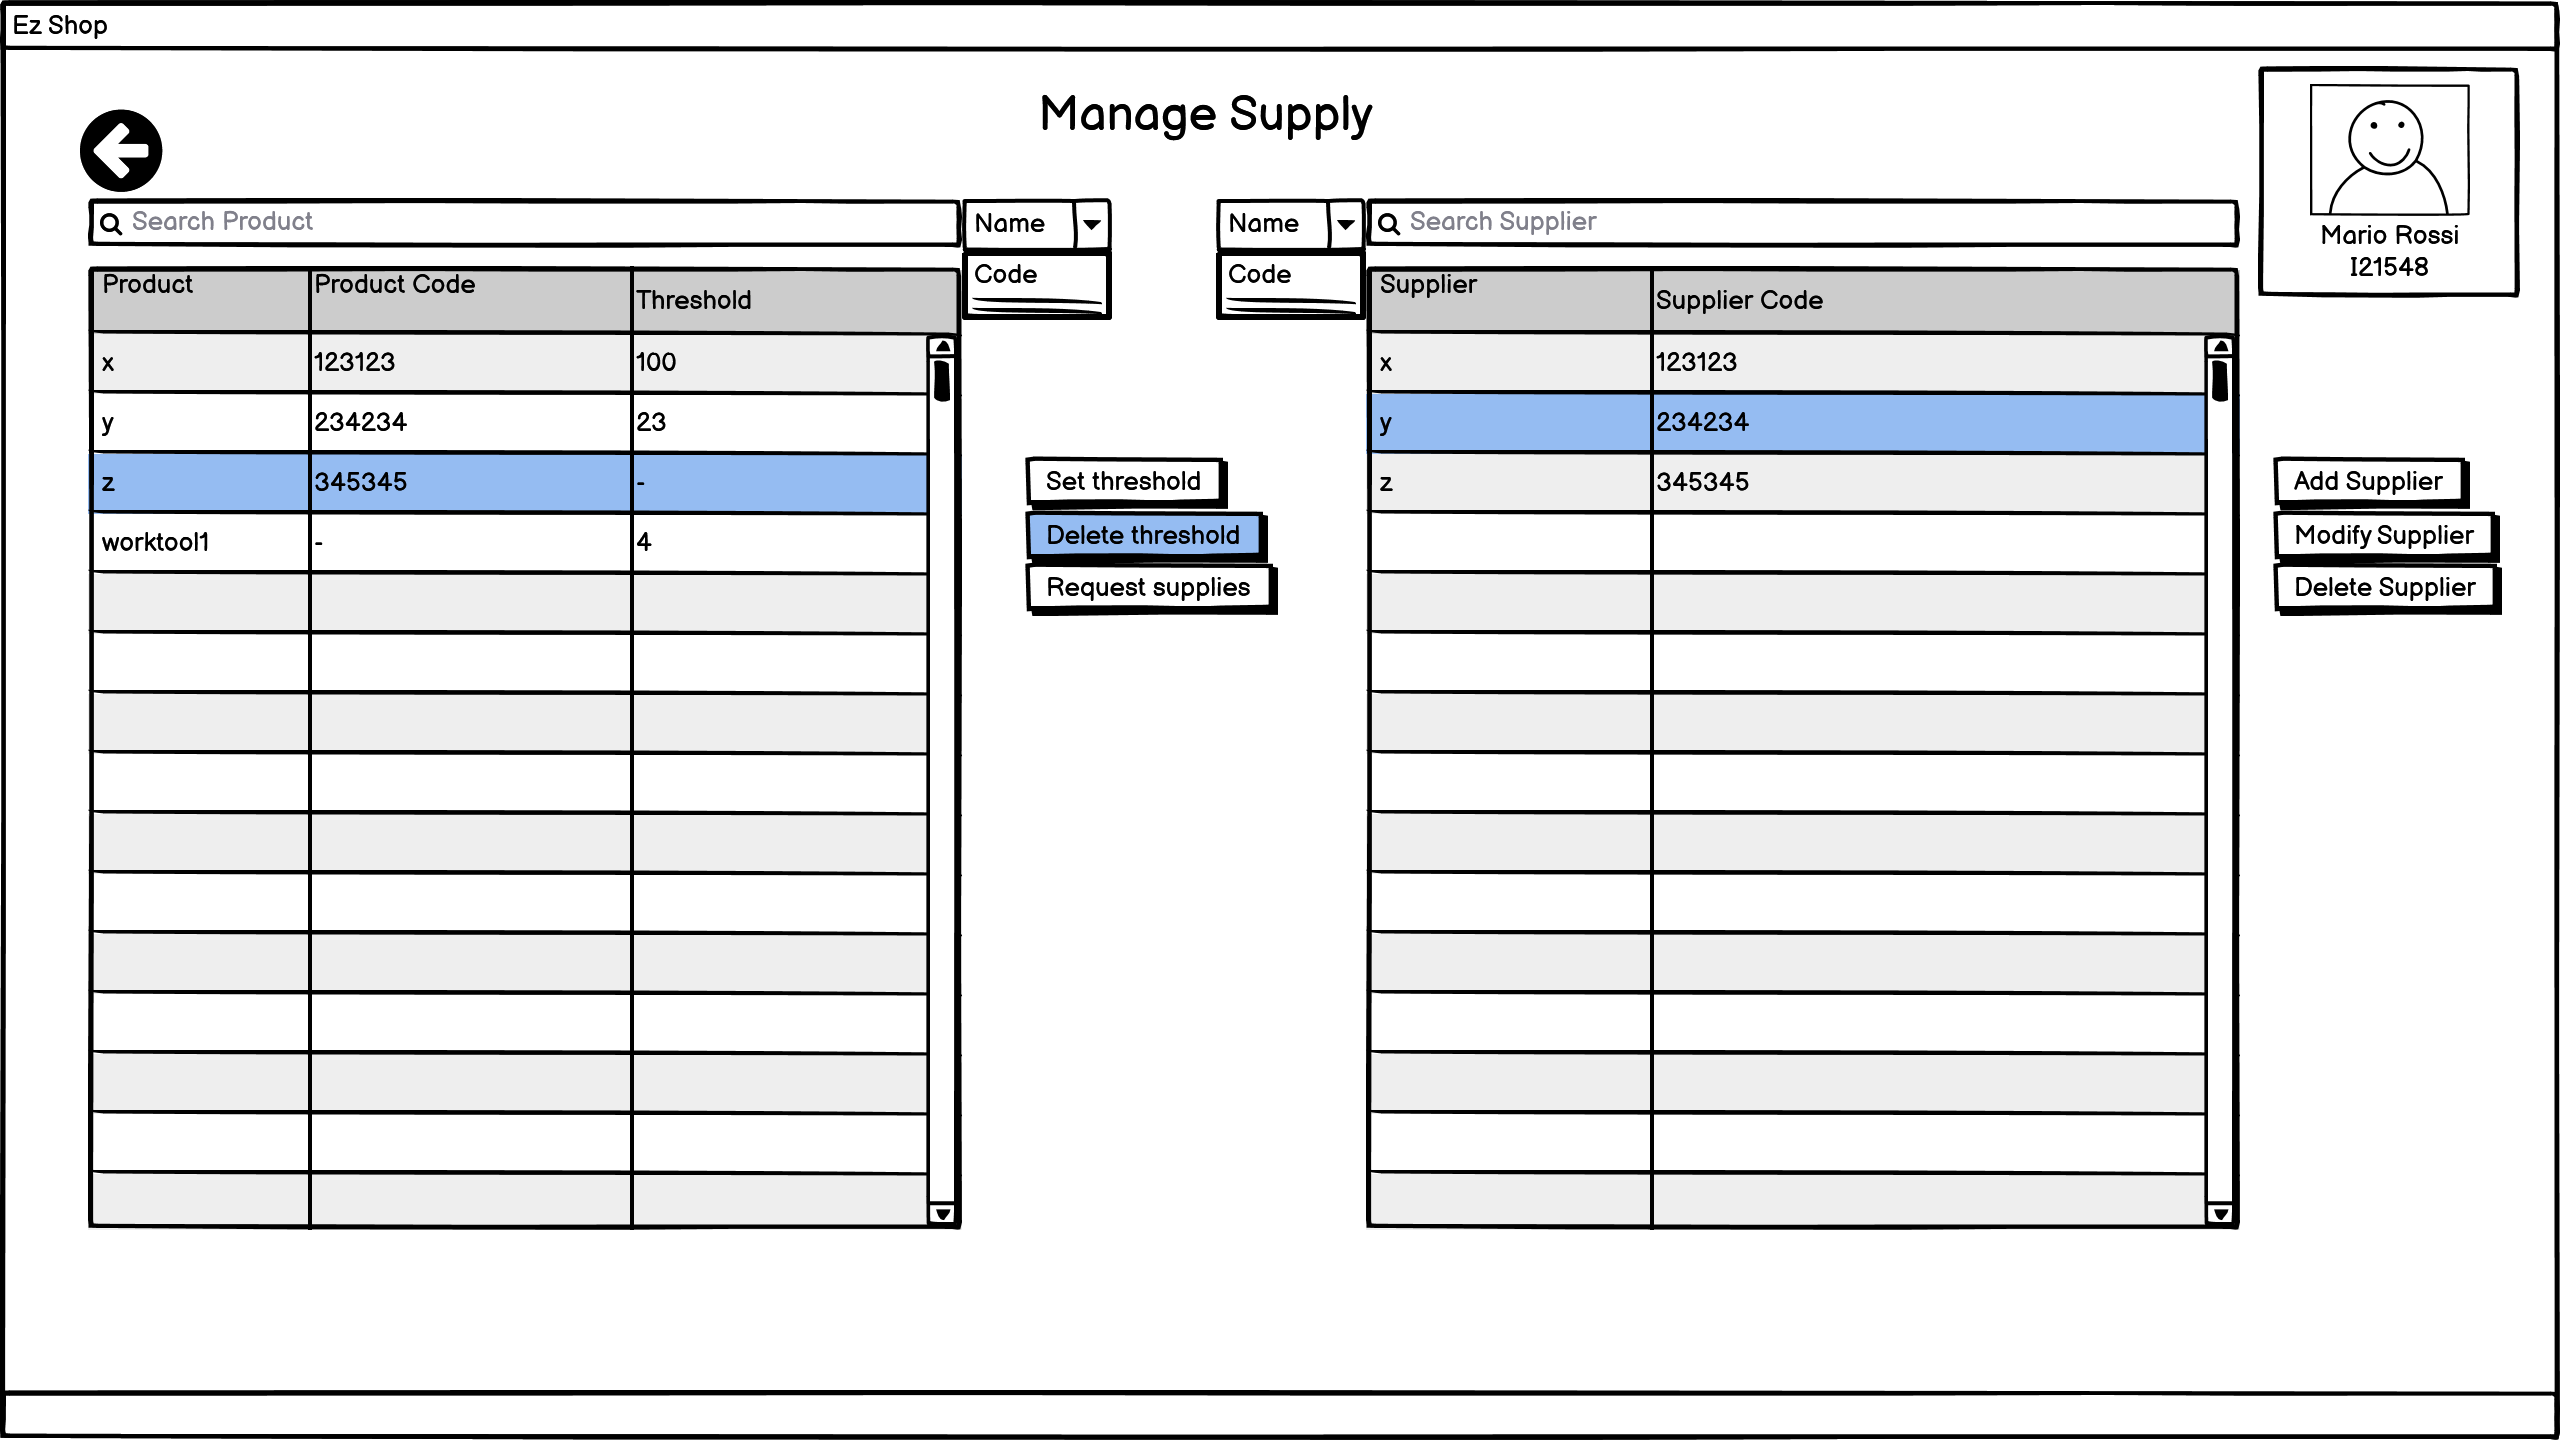 Ez Shop
Manage Supply
Mario Rossi
I21548
Search Product
Name
Code
Name
Code
Search Supplier
Product Product Code Threshold
x 123123 100
y 234234 23
z 345345 -
worktool1 - 4
Set threshold
Delete threshold
Request supplies
Supplier Supplier Code
x 123123
y 234234
z 345345
Add Supplier
Modify Supplier
Delete Supplier